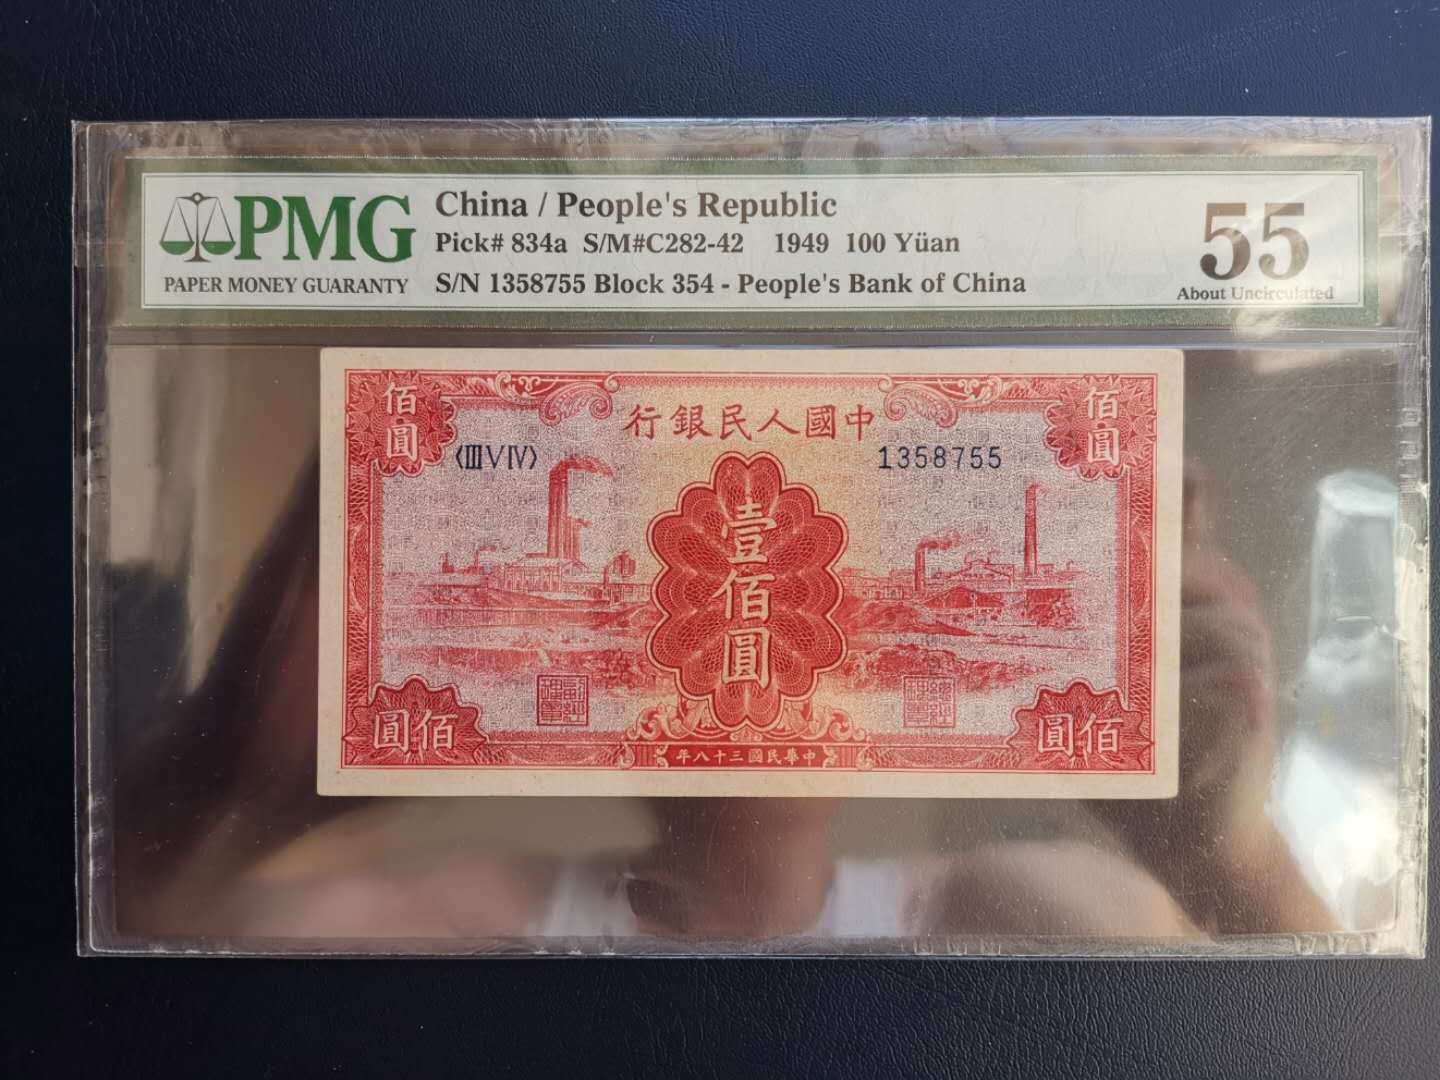 PMG
PAPER MONEY GUARANTY
China / People's Republic
Pick# 834a S/M#C282-42 1949 100 Yüan
S/N 1358755 Block 354 - People's Bank of China
55
About Uncirculated
佰圓
行銀民人國中
佰圓
〈ⅢⅤⅣ〉
1358755
壹佰圓
圓佰
圓佰
年八十三國民華中